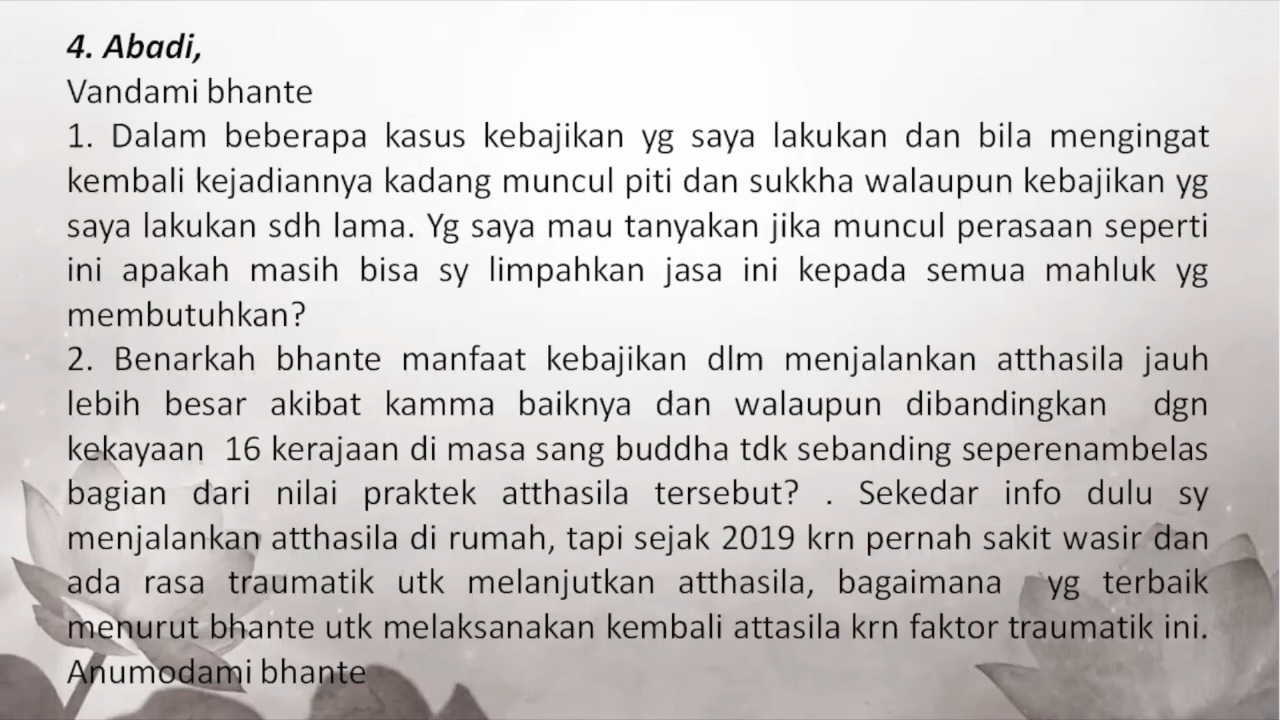 4. Abadi,
Vandami bhante
1. Dalam beberapa kasus kebajikan yg saya lakukan dan bila mengingat
kembali kejadiannya kadang muncul piti dan sukkha walaupun kebajikan yg
saya lakukan sdh lama. Yg saya mau tanyakan jika muncul perasaan seperti
ini apakah masih bisa sy limpahkan jasa ini kepada semua mahluk yg
membutuhkan?
2. Benarkah bhante manfaat kebajikan dlm menjalankan atthasila jauh
lebih besar akibat kamma baiknya dan walaupun dibandingkan dgn
kekayaan 16 kerajaan di masa sang buddha tdk sebanding seperenambelas
bagian dari nilai praktek atthasila tersebut? . Sekedar info dulu sy
menjalankan atthasila di rumah, tapi sejak 2019 krn pernah sakit wasir dan
ada rasa traumatik utk melanjutkan atthasila, bagaimana yg terbaik
menurut bhante utk melaksanakan kembali attasila krn faktor traumatik ini.
Anumodami bhante